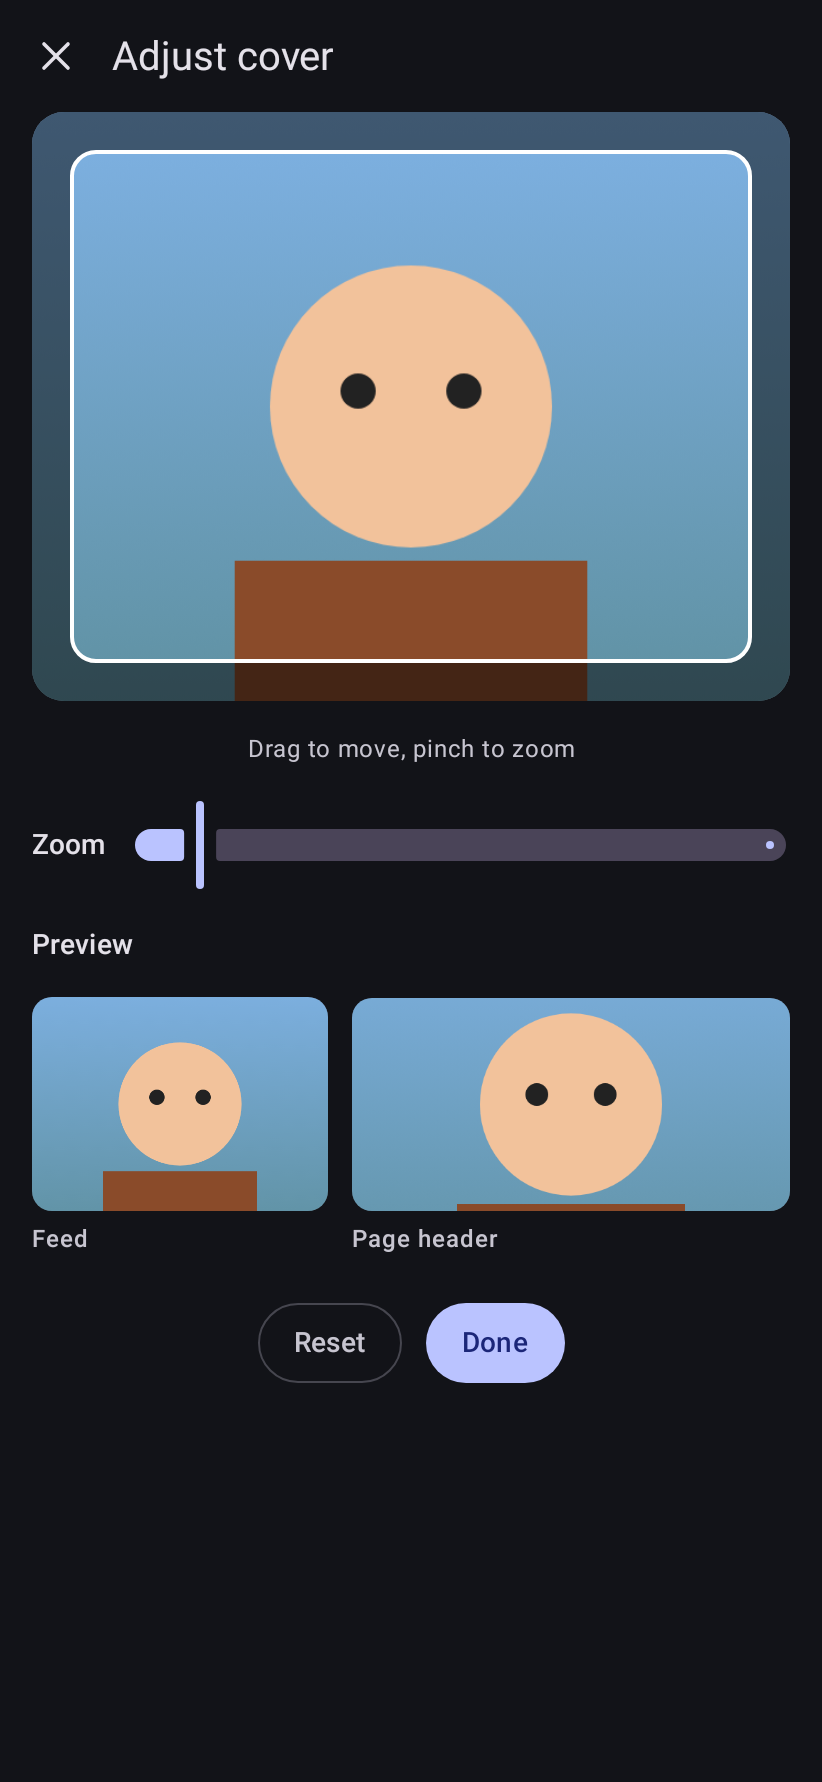 Adjust cover
Drag to move, pinch to zoom
Zoom
Preview
Feed
Page header
Reset
Done